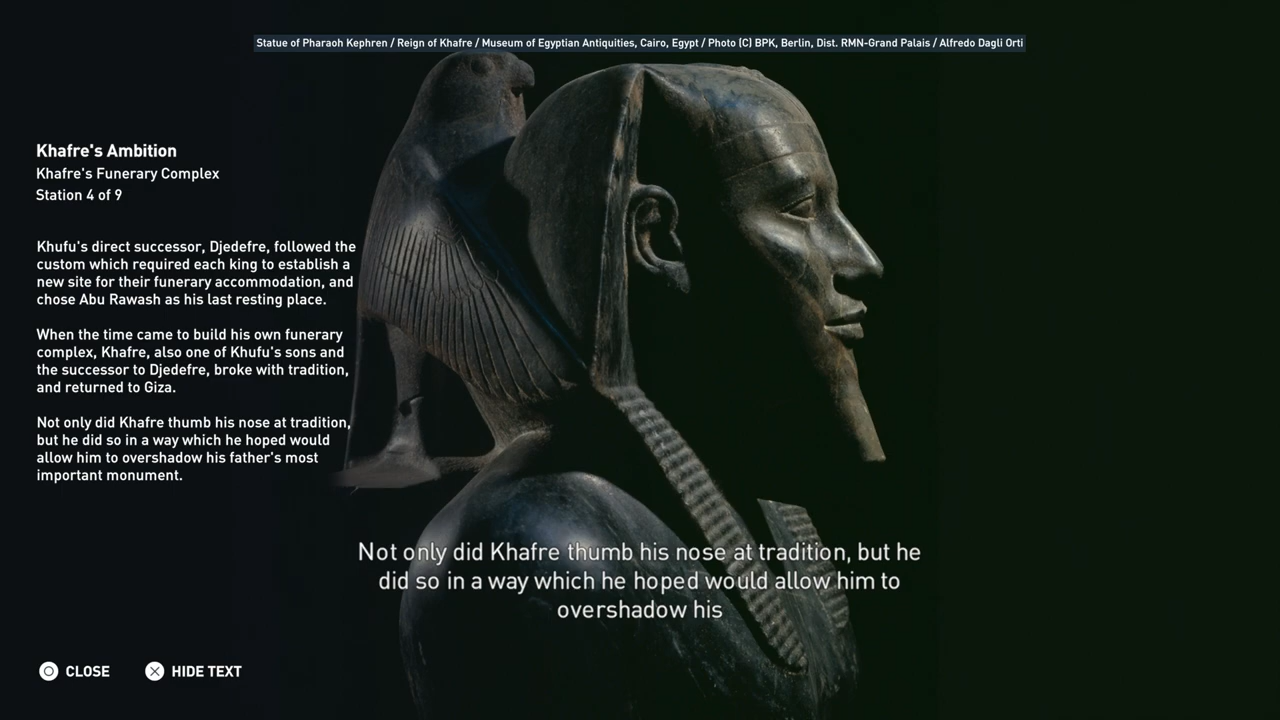 Statue of Pharaoh Kephren / Reign of Khafre / Museum of Egyptian Antiquities, Cairo, Egypt / Photo (C) BPK, Berlin, Dist. RMN-Grand Palais / Alfredo Dagli Orti
Khafre's Ambition
Khafre's Funerary Complex
Station 4 of 9
Khufu's direct successor, Djedefre, followed the
custom which required each king to establish a
new site for their funerary accommodation, and
chose Abu Rawash as his last resting place.
When the time came to build his own funerary
complex, Khafre, also one of Khufu's sons and
the successor to Djedefre, broke with tradition,
and returned to Giza.
Not only did Khafre thumb his nose at tradition,
but he did so in a way which he hoped would
allow him to overshadow his father's most
important monument.
Not only did Khafre thumb his nose at tradition, but he
did so in a way which he hoped would allow him to
overshadow his
CLOSE HIDE TEXT